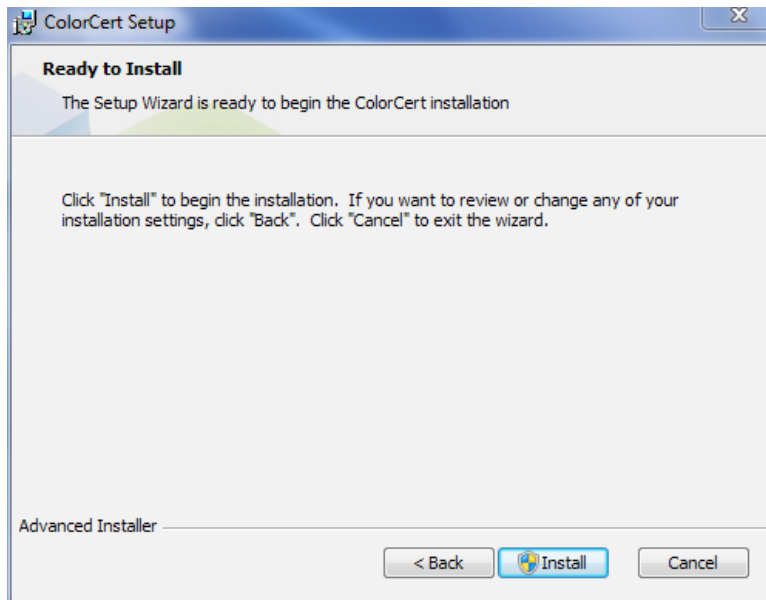 ColorCert Setup
Ready to Install
The Setup Wizard is ready to begin the ColorCert installation
Click "Install" to begin the installation.  If you want to review or change any of your
installation settings, click "Back".  Click "Cancel" to exit the wizard.
Advanced Installer
< Back Install Cancel